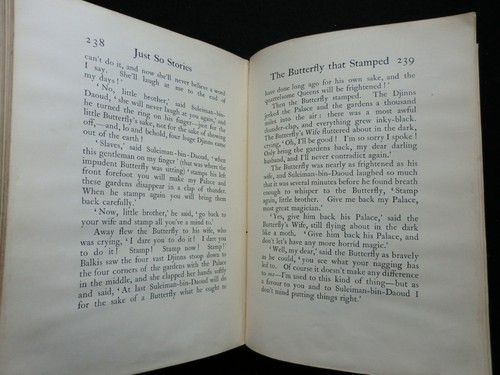 238
Just So Stories
can't do it, and now she'll never believe a word
I say. She'll laugh at me to the end of
my days!'
'No, little brother,' said Suleiman-bin-
Daoud, 'she will never laugh at you again,' and
he turned the ring on his finger—just for the
little Butterfly's sake, not for the sake of showing
off,—and, lo and behold, four huge Djinns came
out of the earth!
'Slaves,' said Suleiman-bin-Daoud, 'when
this gentleman on my finger' (that was where the
impudent Butterfly was sitting) 'stamps his left
front forefoot you will make my Palace and
these gardens disappear in a clap of thunder.
When he stamps again you will bring them
back carefully.'
'Now, little brother,' he said, 'go back to
your wife and stamp all you've a mind to.'
Away flew the Butterfly to his wife, who
was crying, 'I dare you to do it! I dare you
to do it! Stamp! Stamp now! Stamp!'
Balkis saw the four vast Djinns stoop down to
the four corners of the gardens with the Palace
in the middle, and she clapped her hands softly
and said, 'At last Suleiman-bin-Daoud will do
for the sake of a Butterfly what he ought to
The Butterfly that Stamped 239
have done long ago for his own sake, and the
quarrelsome Queens will be frightened!'
Then the Butterfly stamped. The Djinns
jerked the Palace and the gardens a thousand
miles into the air: there was a most awful
thunder-clap, and everything grew inky-black.
The Butterfly's Wife fluttered about in the dark,
crying, 'Oh, I'll be good! I'm so sorry I spoke!
Only bring the gardens back, my dear darling
husband, and I'll never contradict again.'
The Butterfly was nearly as frightened as his
wife, and Suleiman-bin-Daoud laughed so much
that it was several minutes before he found breath
enough to whisper to the Butterfly, 'Stamp
again, little brother. Give me back my Palace,
most great magician.'
'Yes, give him back his Palace,' said the
Butterfly's Wife, still flying about in the dark
like a moth. 'Give him back his Palace, and
don't let's have any more horrid magic.'
'Well, my dear,' said the Butterfly as bravely
as he could, 'you see what your nagging has
led to. Of course it doesn't make any difference
to me—I'm used to this kind of thing—but as
a favour to you and to Suleiman-bin-Daoud I
don't mind putting things right.'